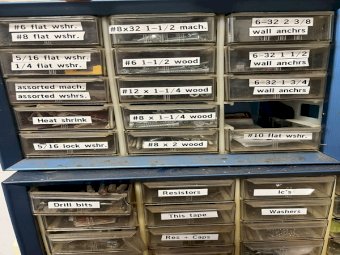 #6 flat wshr.
#8 flat wshr.
5/16 flat wshr.
1/4 flat wshr.
assorted mach.
assorted wshrs.
Heat shrink
5/16 lock wshr.
#8x32 1-1/2 mach.
#6 1-1/2 wood
#12 x 1-1/4 wood
#8 x 1-1/4 wood
#8 x 2 wood
6-32 2 3/8
wall anchrs
6-32 1 1/2
wall anchrs
6-32 1 3/4
wall anchrs
#10 flat wshr.
Drill bits
Resistors
This tape
Res + Caps
Ic's
Washers